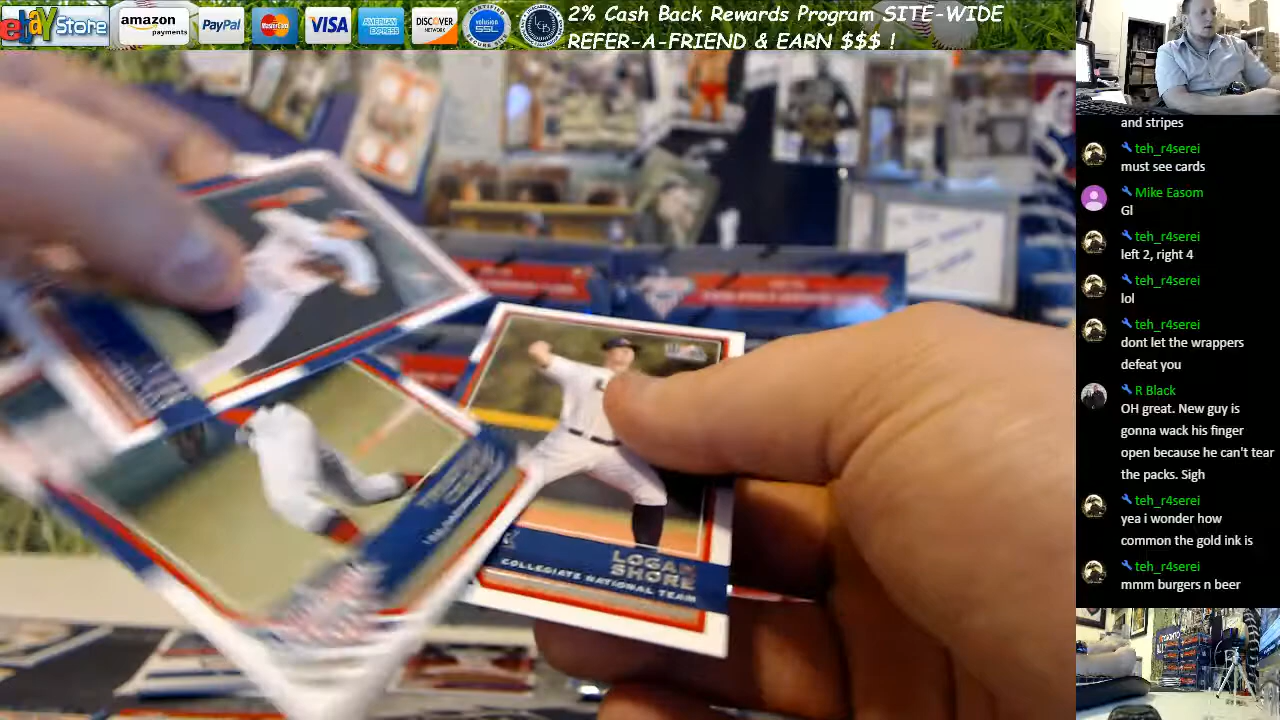 ebay Store
amazon
payments
PayPal
MasterCard
VISA
AMERICAN
EXPRESS
DISCOVER
NETWORK
volusion
SSL
2% Cash Back Rewards Program SITE-WIDE
REFER-A-FRIEND & EARN $$$ !
and stripes
teh_r4serei
must see cards
Mike Easom
Gl
teh_r4serei
left 2, right 4
teh_r4serei
lol
teh_r4serei
dont let the wrappers
defeat you
R Black
OH great. New guy is
gonna wack his finger
open because he can't tear
the packs. Sigh
teh_r4serei
yea i wonder how
common the gold ink is
teh_r4serei
mmm burgers n beer
LOGAN
SHORE
COLLEGIATE NATIONAL TEAM